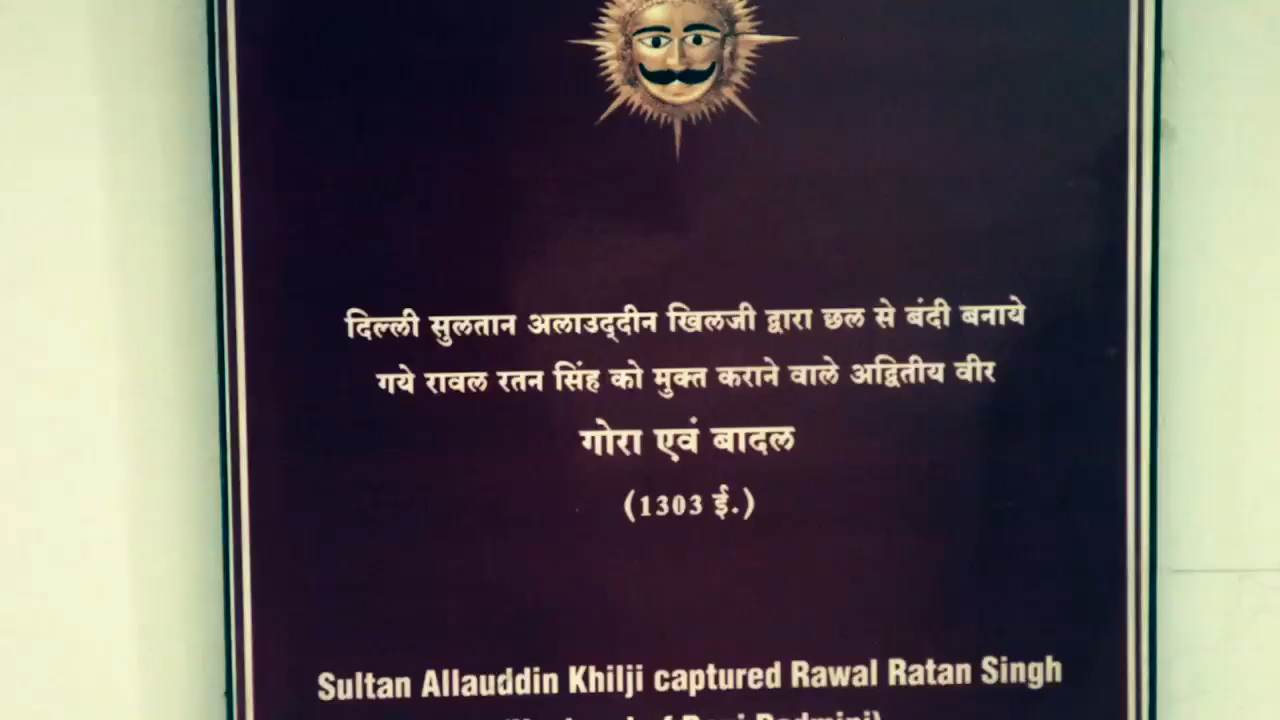 दिल्ली सुलतान अलाउद्दीन खिलजी द्वारा छल से बंदी बनाये
गये रावल रतन सिंह को मुक्त कराने वाले अद्वितीय वीर
गोरा एवं बादल
(1303 ई.)
Sultan Allauddin Khilji captured Rawal Ratan Singh